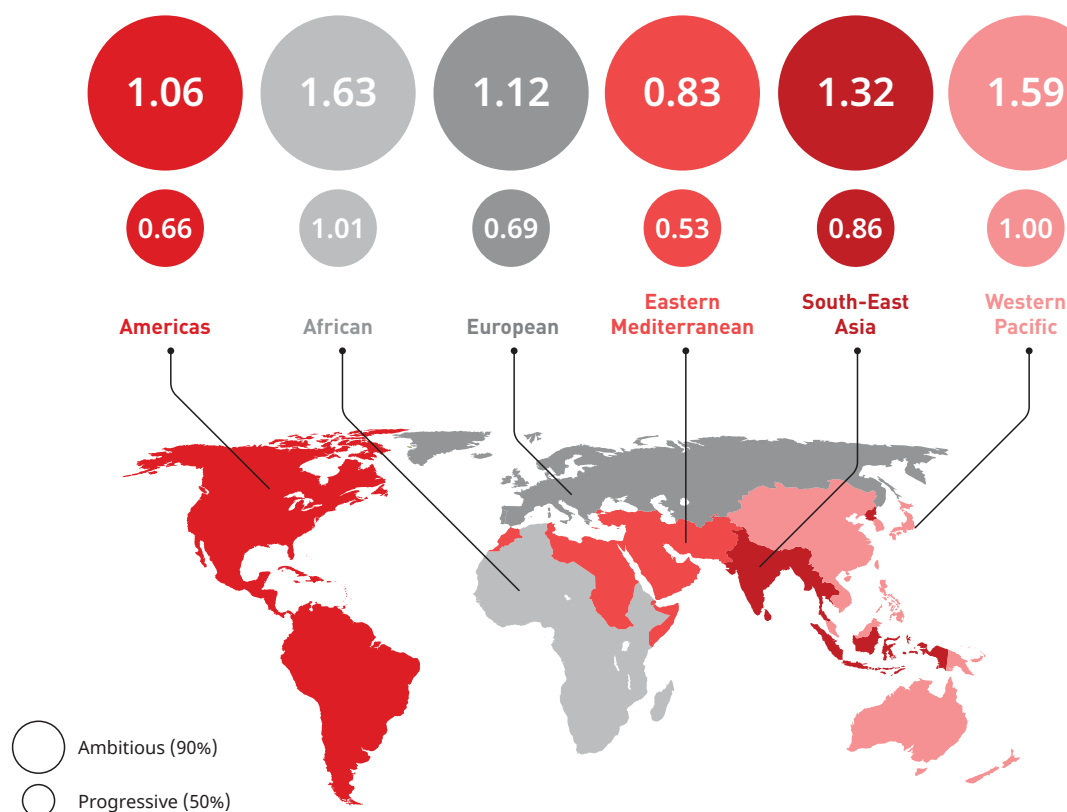 1.06 1.63 1.12 0.83 1.32 1.59
0.66 1.01 0.69 0.53 0.86 1.00
Americas
African
European
Eastern
Mediterranean
South-East
Asia
Western
Pacific
Ambitious (90%)
Progressive (50%)